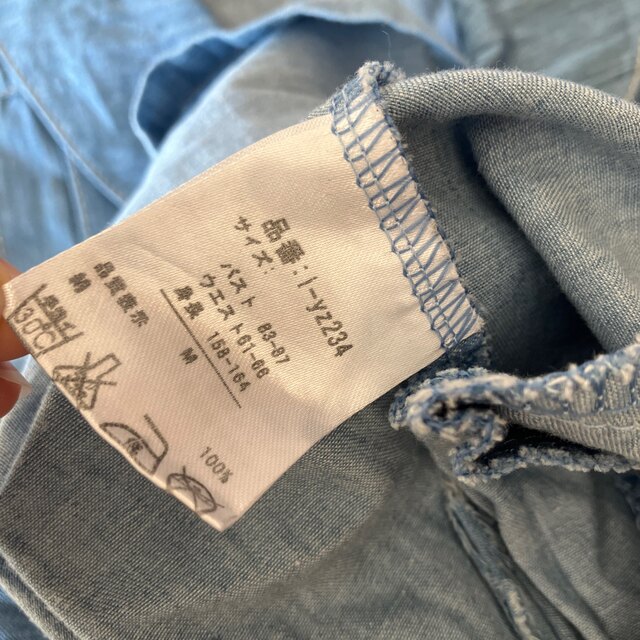 品番：l-yz234
サイズ：
バスト 83-87
ウエスト61-66
身長 158-164
M
品質表示
綿 100%
30℃